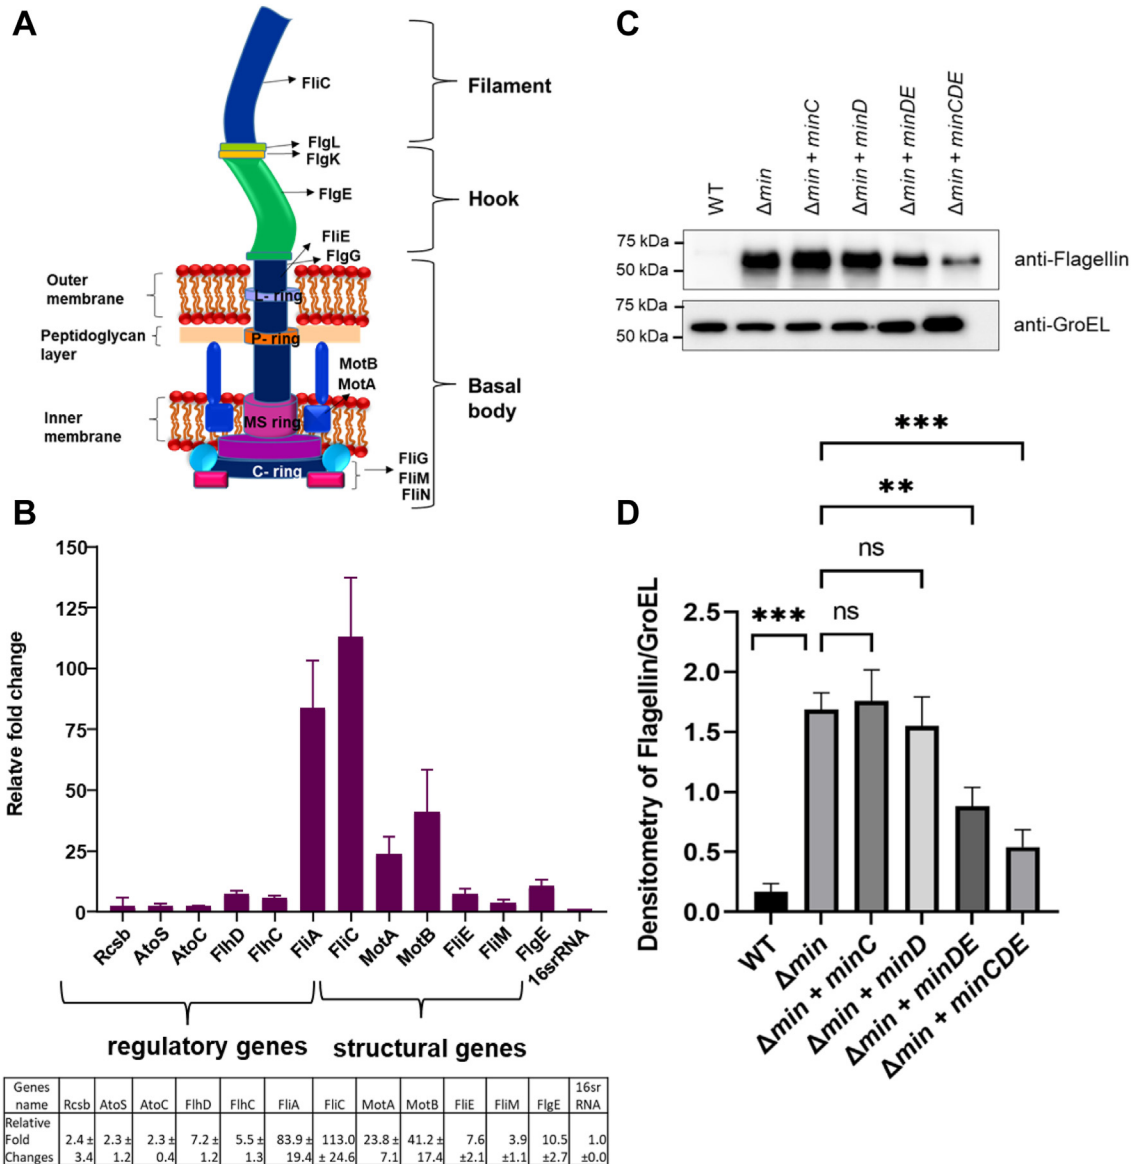 A
FliC
Filament
FlgL
FlgK
FlgE
Hook
FliE
FlgG
Outer
membrane
L- ring
Peptidoglycan
layer
P- ring
MotB
MotA
Basal
body
Inner
membrane
MS ring
C- ring
FliG
FliM
FliN
B
Relatve fold change
150
125
100
75
50
25
0
Rcsb
AtoS
AtoC
FlhD
FlhC
FliA
FliC
MotA
MotB
FliE
FliM
FlgE
16srRNA
regulatory genes
structural genes
Genes name Rcsb AtoS AtoC FlhD FlhC FliA FliC MotA MotB FliE FliM FlgE 16sr RNA
Relative Fold Changes 2.4 ± 3.4 2.3 ± 1.2 2.3 ± 0.4 7.2 ± 1.2 5.5 ± 1.3 83.9 ± 19.4 113.0 ± 24.6 23.8 ± 7.1 41.2 ± 17.4 7.6 ±2.1 3.9 ±1.1 10.5 ±2.7 1.0 ±0.0
C
WT
Δmin
Δmin + minC
Δmin + minD
Δmin + minDE
Δmin + minCDE
75 kDa
50 kDa
anti-Flagellin
75 kDa
50 kDa
anti-GroEL
D
***
**
ns
***
ns
Densitometry of Flagellin/GroEL
2.5
2.0
1.5
1.0
0.5
0.0
WT
Δmin
Δmin + minC
Δmin + minD
Δmin + minDE
Δmin + minCDE